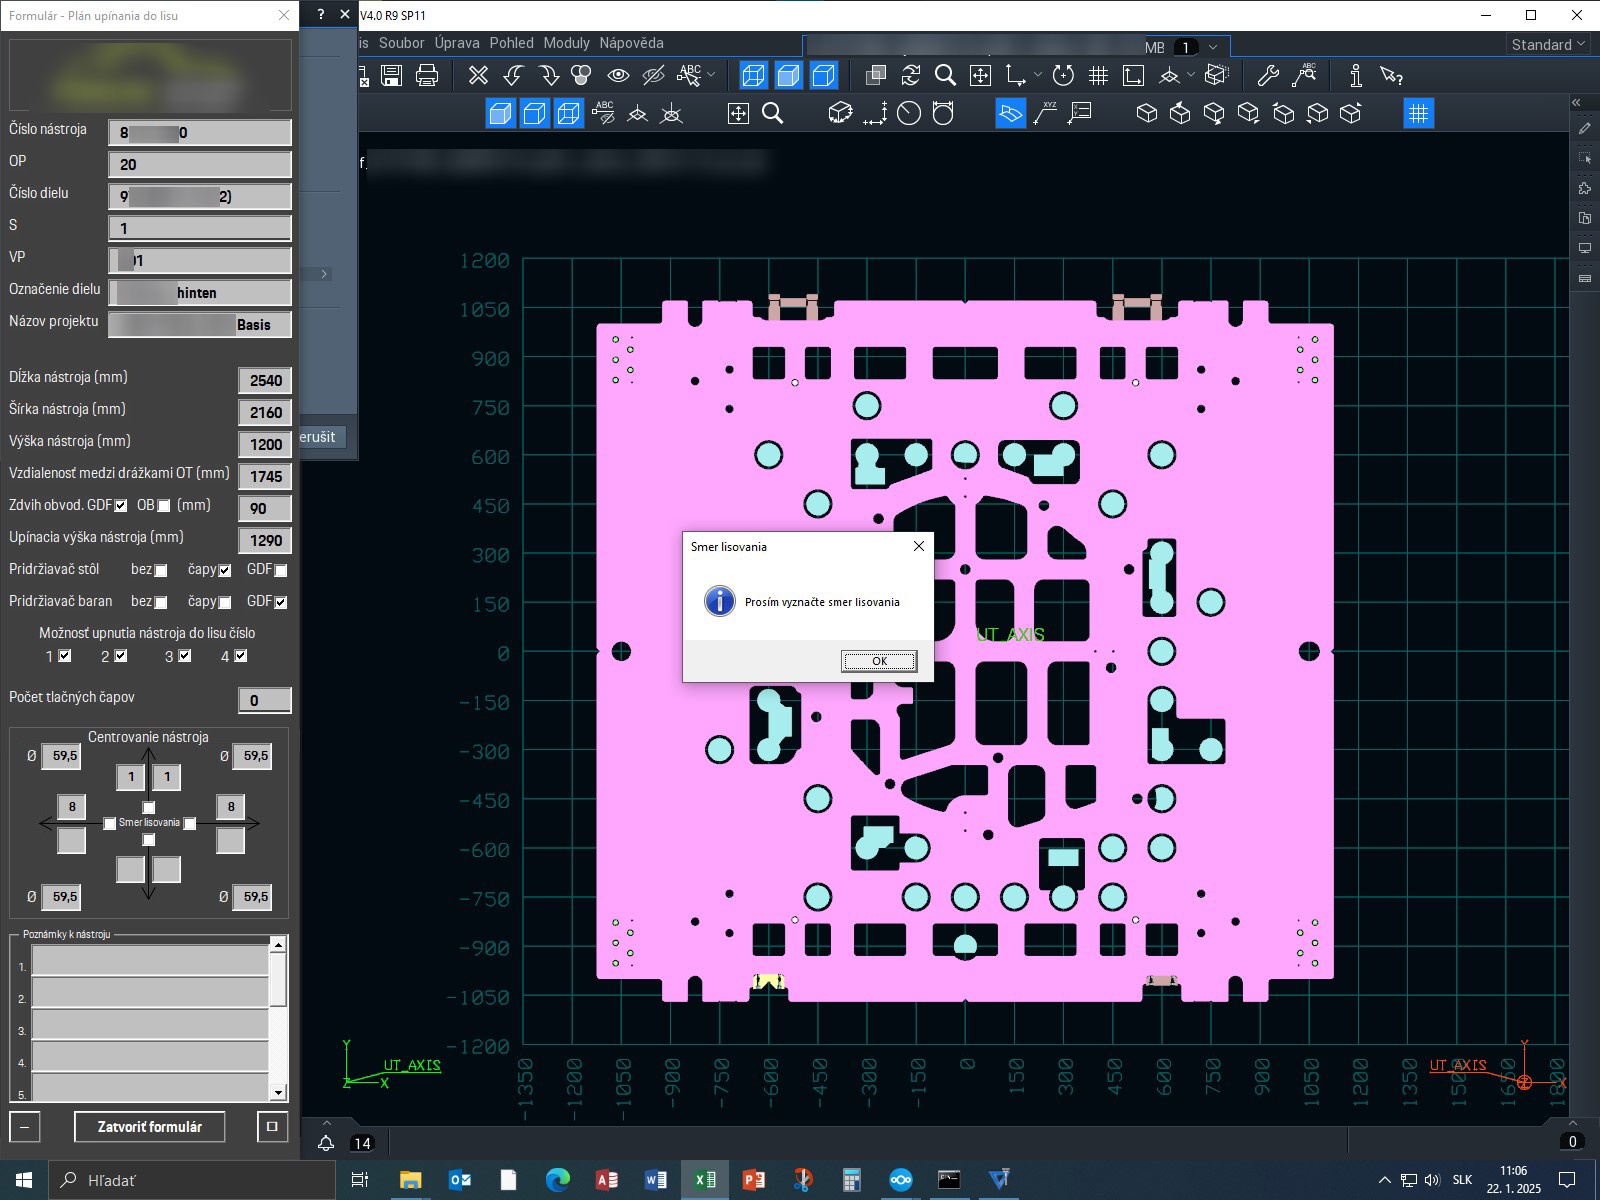 Formulár - Plán upínania do lisu
?
V4.0 R9 SP11
is Soubor Úprava Pohled Moduly Nápověda
MB 1
Standard
Číslo nástroja 8 0
OP 20
Číslo dielu 9 2)
S 1
VP 1
Označenie dielu hinten
Názov projektu Basis
Dĺžka nástroja (mm) 2540
Šírka nástroja (mm) 2160
Výška nástroja (mm) 1200
Vzdialenosť medzi drážkami OT (mm) 1745
Zdvih obvod. GDF OB (mm) 90
Upínacia výška nástroja (mm) 1290
Pridržiavač stôl bez čapy GDF
Pridržiavač baran bez čapy GDF
Možnosť upnutia nástroja do lisu číslo
1 2 3 4
Počet tlačných čapov 0
Centrovanie nástroja
Ø 59,5 Ø 59,5
1 1
8 8
Smer lisovania
Ø 59,5 Ø 59,5
Poznámky k nástroju
1.
2.
3.
4.
5.
Zatvoriť formulár
erušit
ABC
ABC
ABC
XYZ
f_
1200
1050
900
750
600
450
300
150
0
-150
-300
-450
-600
-750
-900
-1050
-1200
-1350
-1200
-1050
-900
-750
-600
-450
-300
-150
0
150
300
450
600
750
900
1050
1200
1350
1500
1650
1800
UT_AXIS
Smer lisovania
Prosím vyznačte smer lisovania
OK
Y
UT_AXIS
Z X
Y
UT_AXIS
Z X
14
0
Hľadať
SLK
11:06
22. 1. 2025